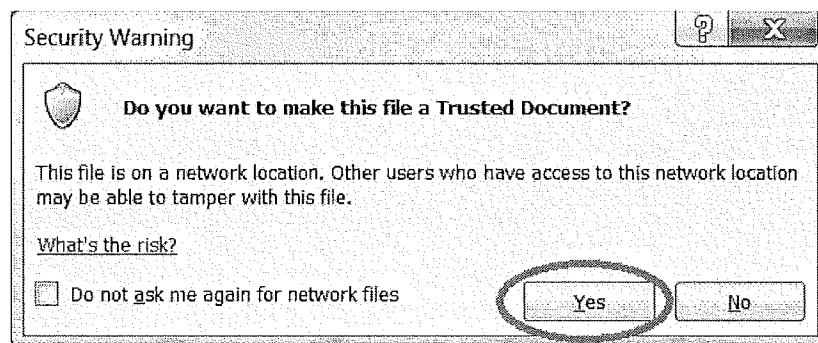 Security Warning
Do you want to make this file a Trusted Document?
This file is on a network location. Other users who have access to this network location
may be able to tamper with this file.
What's the risk?
Do not ask me again for network files
Yes
No